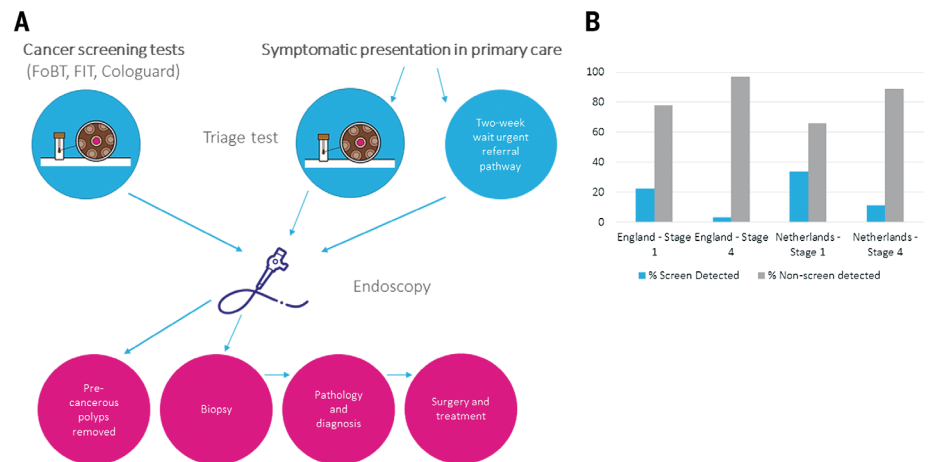 A
Cancer screening tests
(FoBT, FIT, Cologuard)
Symptomatic presentation in primary care
Triage test
Two-week
wait urgent
referral
pathway
Endoscopy
Pre-
cancerous
polyps
removed
Biopsy
Pathology
and
diagnosis
Surgery and
treatment
B
100
80
60
40
20
0
England - Stage
1
England - Stage
4
Netherlands -
Stage 1
Netherlands -
Stage 4
% Screen Detected
% Non-screen detected